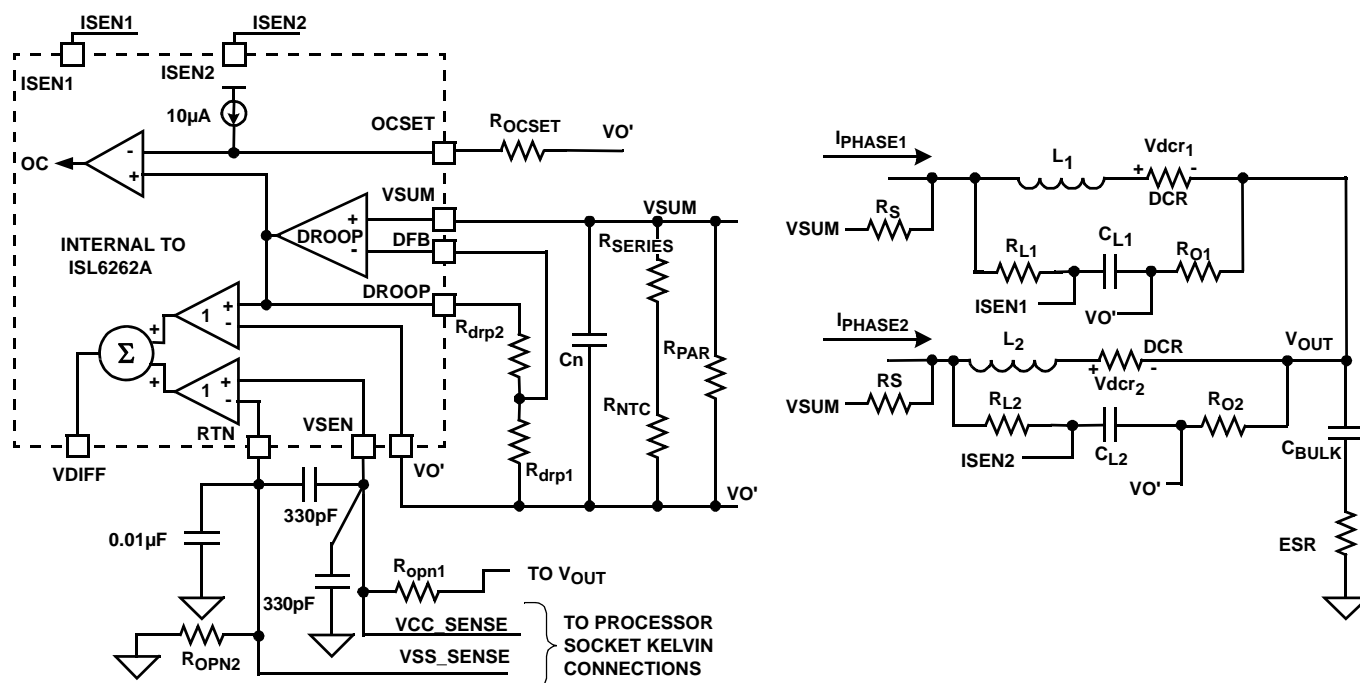 ISEN1
ISEN2
ISEN1
ISEN2
10µA
OCSET
ROCSET
VO'
OC
-
+
INTERNAL TO
ISL6262A
VSUM
VSUM
+
DROOP
-
DFB
DROOP
RSERIES
Rdrp2
Cn
RPAR
RNTC
Rdrp1
VO'
Σ
+
+
1
+
-
1
+
-
RTN
VSEN
VO'
VDIFF
330pF
0.01µF
330pF
Ropn1
TO VOUT
ROPN2
VCC_SENSE
VSS_SENSE
TO PROCESSOR
SOCKET KELVIN
CONNECTIONS
IPHASE1
L1
Vdcr1
+
-
DCR
VSUM
RS
RL1
CL1
RO1
ISEN1
VO'
IPHASE2
L2
DCR
+
-
Vdcr2
VOUT
VSUM
RS
RL2
CL2
RO2
ISEN2
VO'
CBULK
ESR